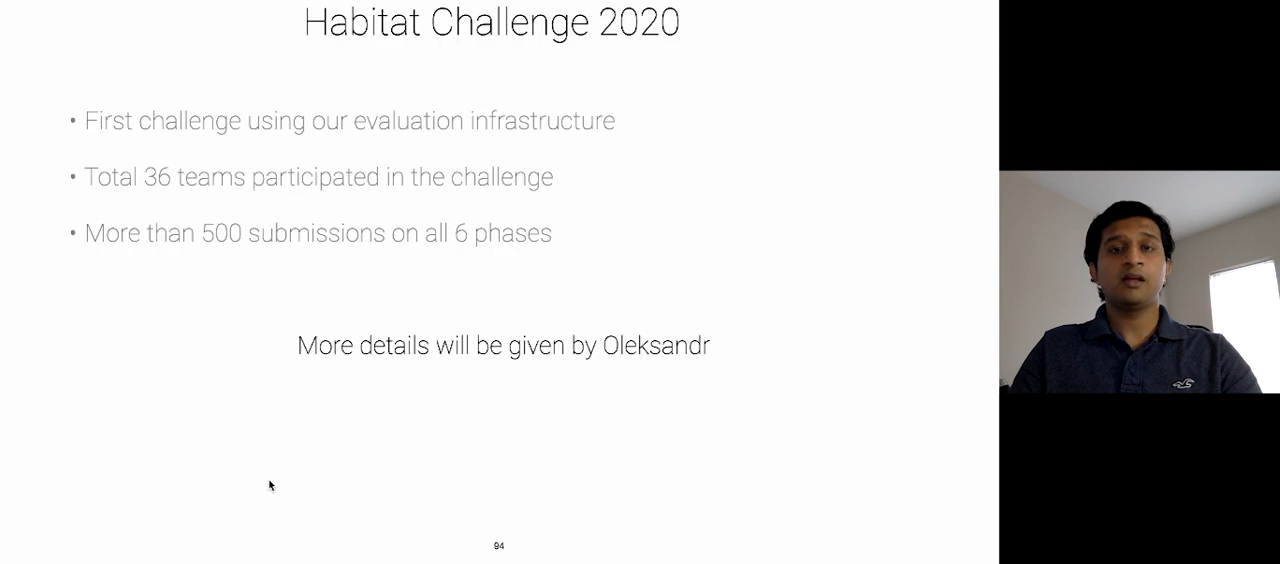 Habitat Challenge 2020
• First challenge using our evaluation infrastructure
• Total 36 teams participated in the challenge
• More than 500 submissions on all 6 phases
More details will be given by Oleksandr
94